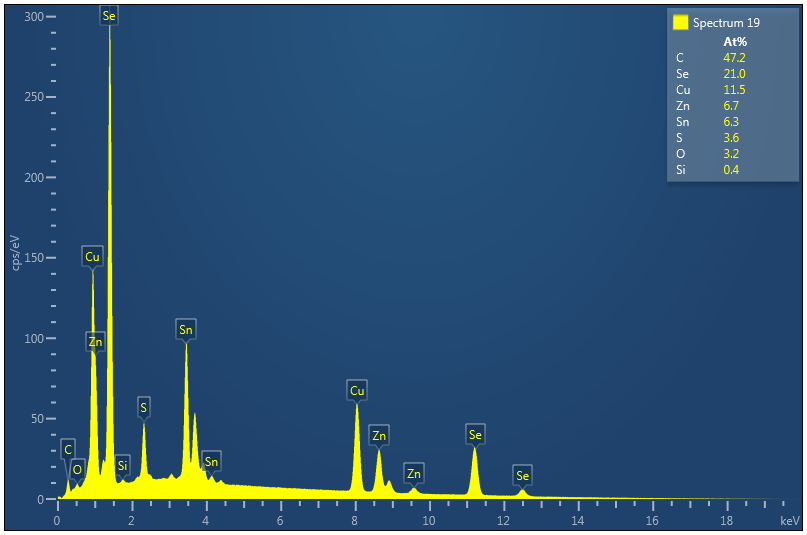 300
250
200
150
100
50
0
cps/eV
Se
Cu
Zn
C
O
Si
S
Sn
Sn
Cu
Zn
Zn
Se
Se
0 2 4 6 8 10 12 14 16 18 keV
Spectrum 19
At%
C 47.2
Se 21.0
Cu 11.5
Zn 6.7
Sn 6.3
S 3.6
O 3.2
Si 0.4